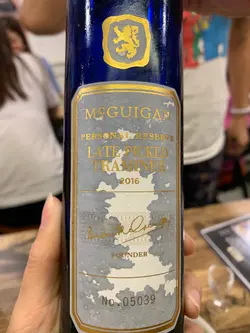 McGUIGAN
PERSONAL RESERVE
LATE PICKED
TRAMINER
2016
FOUNDER
No. 05039